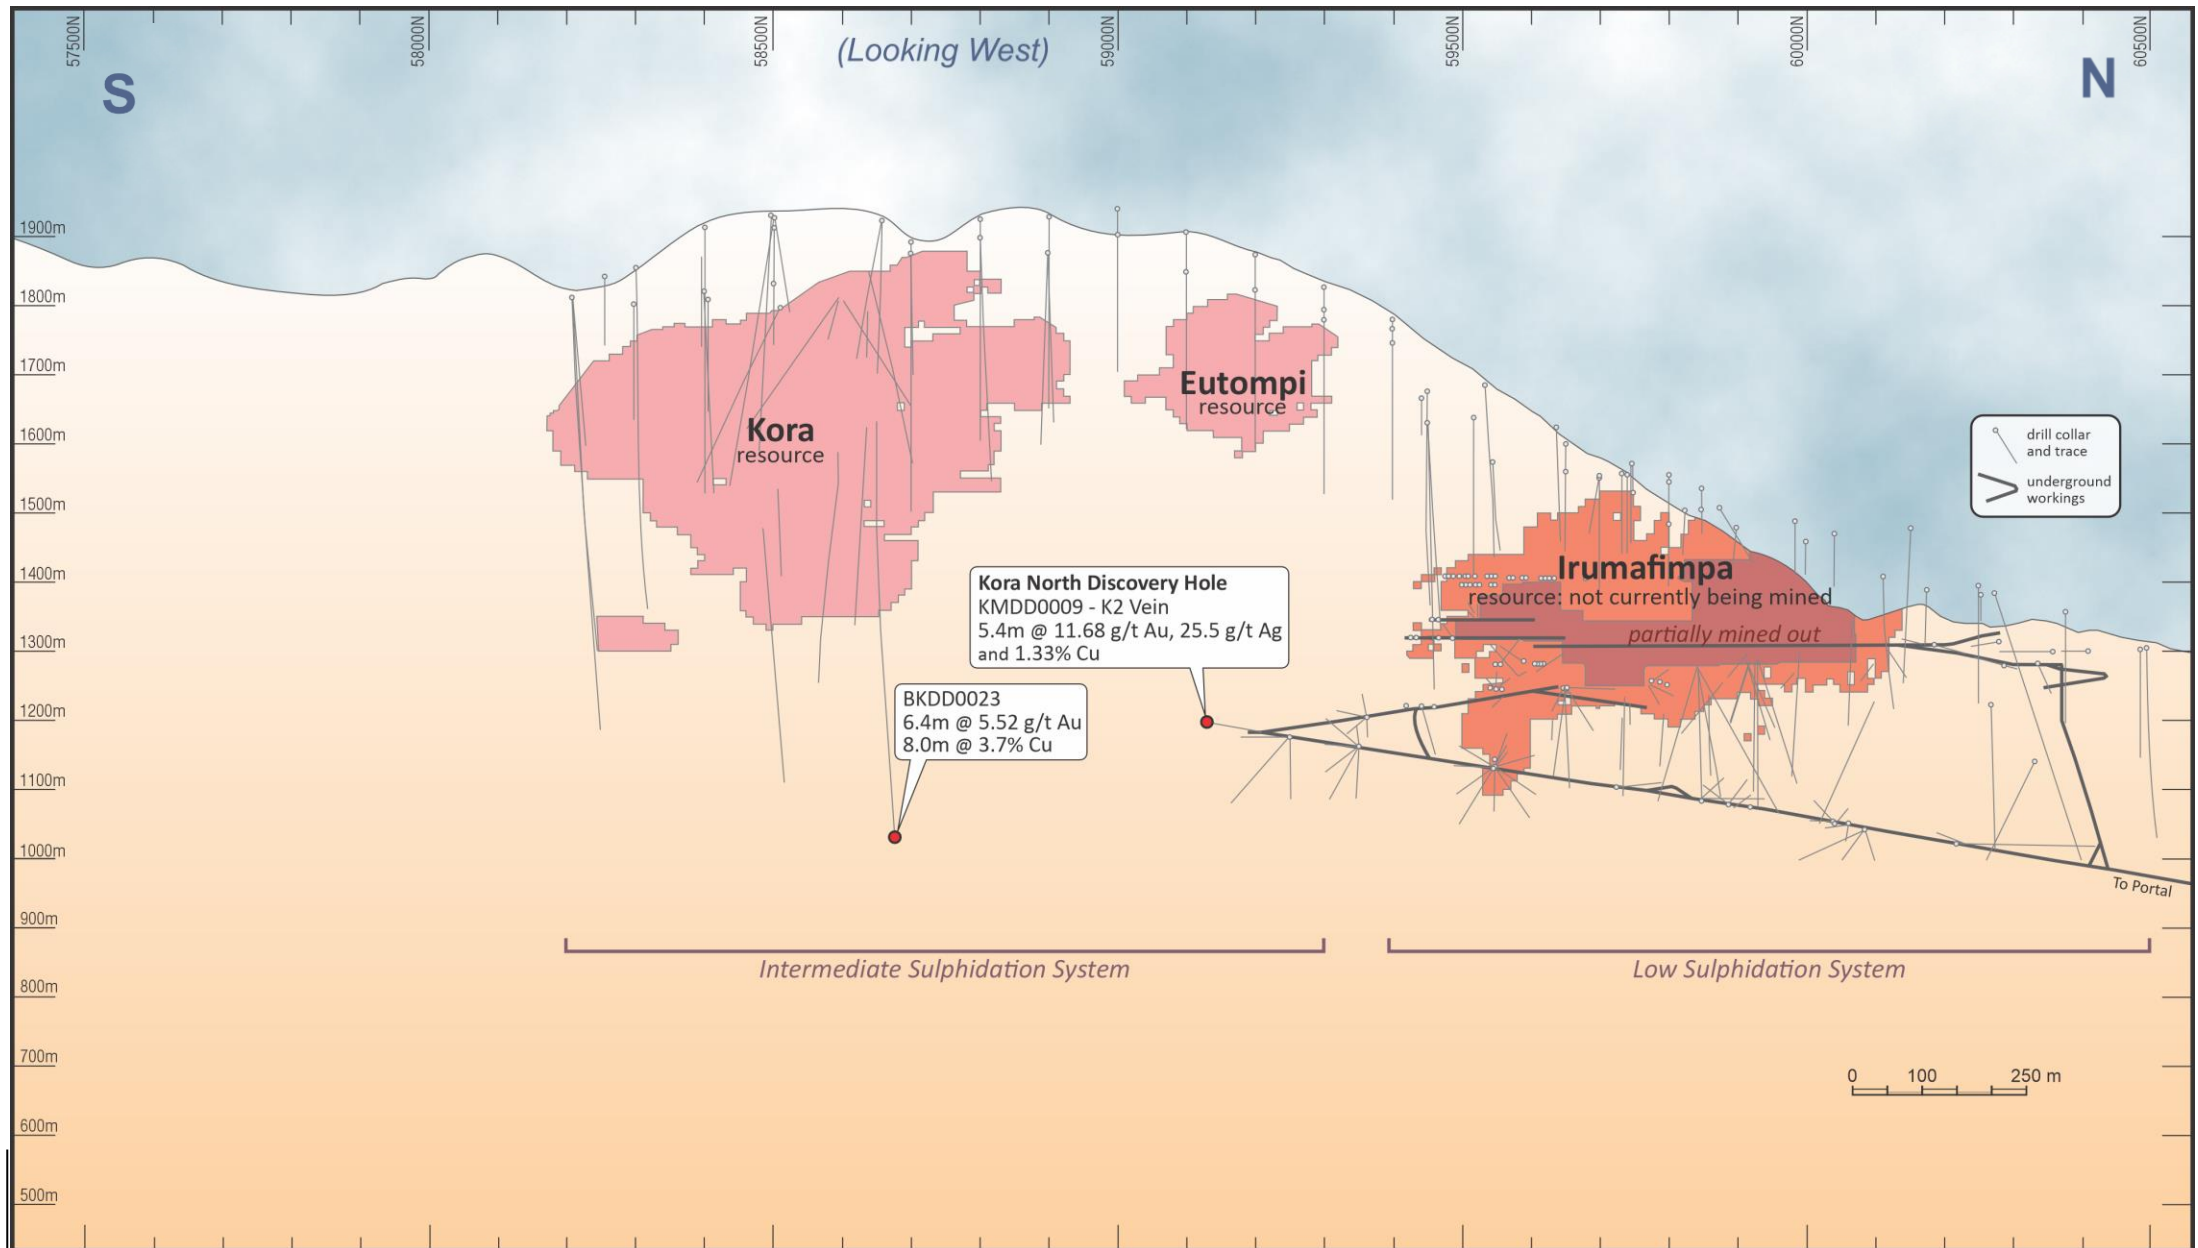 57500N
58000N
58500N
59000N
59500N
60000N
60500N
(Looking West)
S
N
1900m
1800m
1700m
1600m
1500m
1400m
1300m
1200m
1100m
1000m
900m
800m
700m
600m
500m
Kora
resource
Eutompi
resource
drill collar
and trace
underground
workings
Irumafimpa
resource: not currently being mined
partially mined out
Kora North Discovery Hole
KMDD0009 - K2 Vein
5.4m @ 11.68 g/t Au, 25.5 g/t Ag
and 1.33% Cu
BKDD0023
6.4m @ 5.52 g/t Au
8.0m @ 3.7% Cu
To Portal
Intermediate Sulphidation System
Low Sulphidation System
0 100 250 m